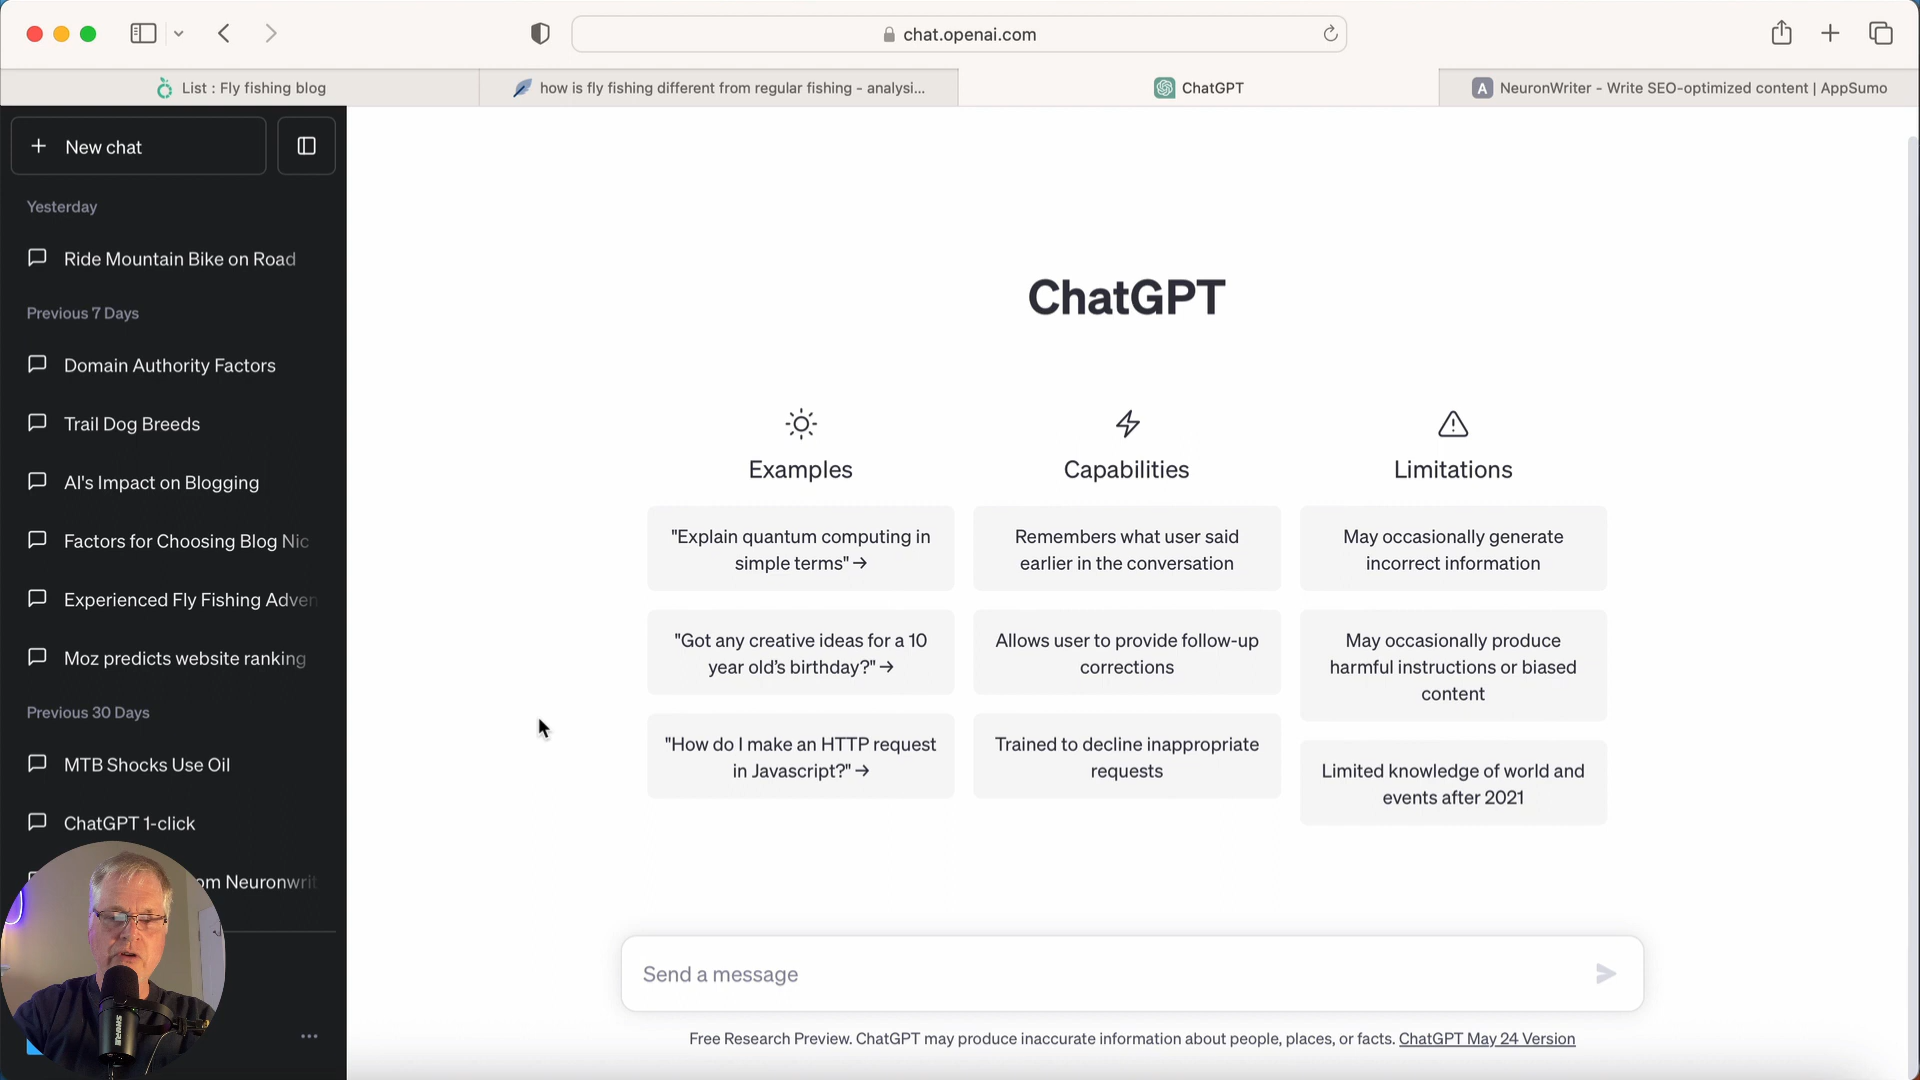 chat.openai.com
List : Fly fishing blog
how is fly fishing different from regular fishing - analysi...
ChatGPT
NeuronWriter - Write SEO-optimized content | AppSumo
New chat
Yesterday
Ride Mountain Bike on Road
Previous 7 Days
Domain Authority Factors
Trail Dog Breeds
AI's Impact on Blogging
Factors for Choosing Blog Nic
Experienced Fly Fishing Adven
Moz predicts website ranking
Previous 30 Days
MTB Shocks Use Oil
ChatGPT 1-click
om Neuronwrit
ChatGPT
Examples
"Explain quantum computing in
simple terms" →
"Got any creative ideas for a 10
year old's birthday?" →
"How do I make an HTTP request
in Javascript?" →
Capabilities
Remembers what user said
earlier in the conversation
Allows user to provide follow-up
corrections
Trained to decline inappropriate
requests
Limitations
May occasionally generate
incorrect information
May occasionally produce
harmful instructions or biased
content
Limited knowledge of world and
events after 2021
Send a message
Free Research Preview. ChatGPT may produce inaccurate information about people, places, or facts. ChatGPT May 24 Version
SHURE